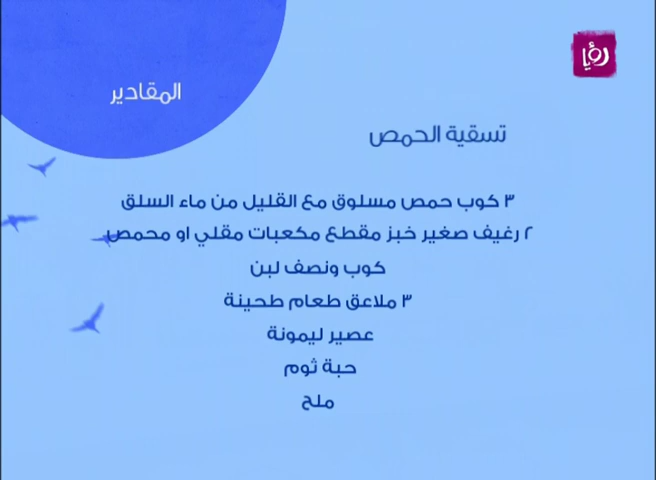 رؤيا
المقادير
تسقية الحمص
٣ كوب حمص مسلوق مع القليل من ماء السلق
٢ رغيف صغير خبز مقطع مكعبات مقلي او محمص
كوب ونصف لبن
٣ ملاعق طعام طحينة
عصير ليمونة
حبة ثوم
ملح